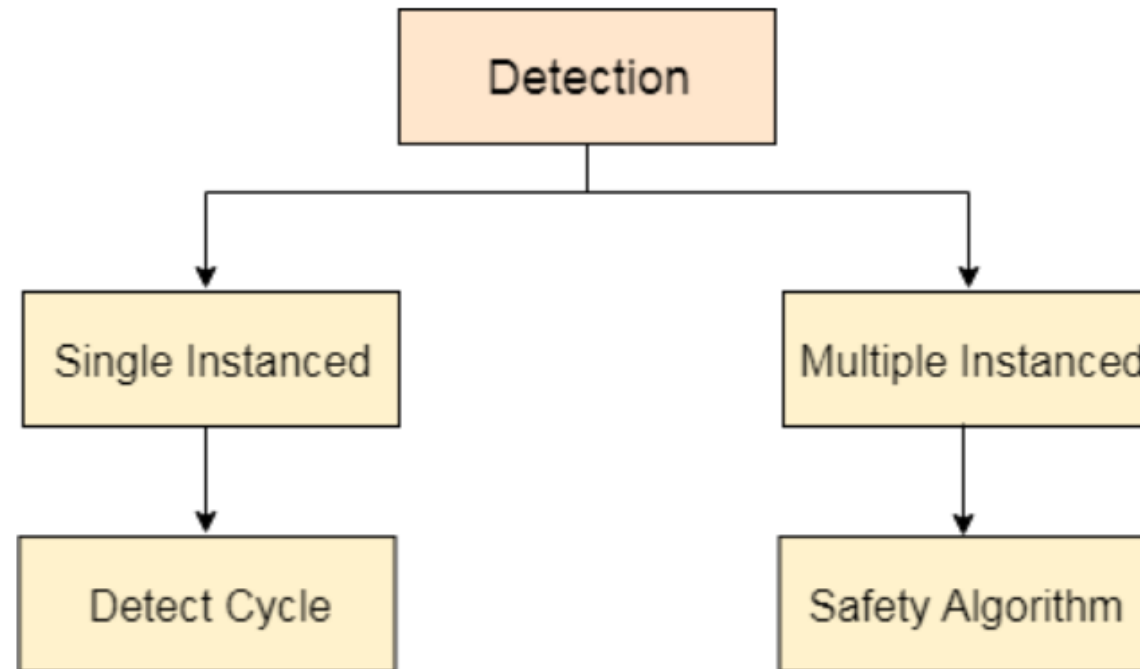 Detection
Single Instanced
Multiple Instanced
Detect Cycle
Safety Algorithm